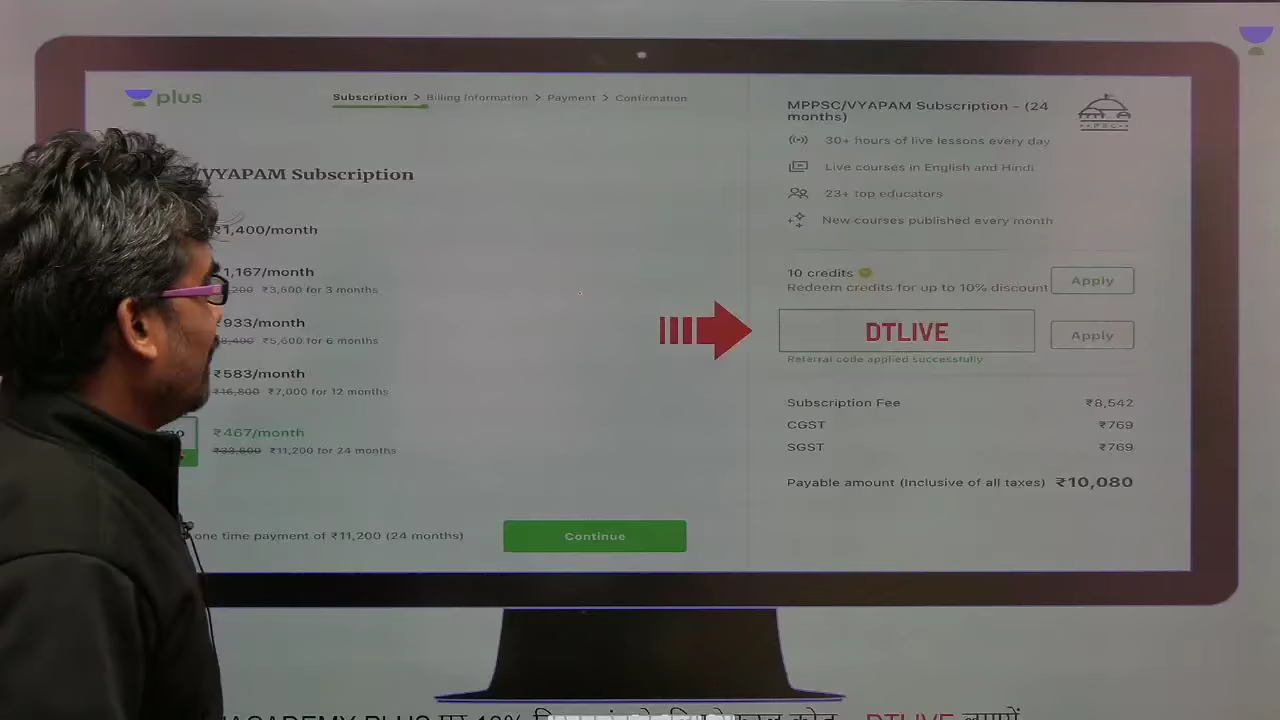 plus
Subscription > Billing Information > Payment > Confirmation
/VYAPAM Subscription
₹1,400/month
1,167/month
₹3,500 for 3 months
₹933/month
₹5,600 for 6 months
₹583/month
₹16,800 ₹7,000 for 12 months
₹467/month
₹33,600 ₹11,200 for 24 months
one time payment of ₹11,200 (24 months)
Continue
MPPSC/VYAPAM Subscription - (24
months)
30+ hours of live lessons every day
Live courses in English and Hindi
23+ top educators
New courses published every month
10 credits
Redeem credits for up to 10% discount
Apply
DTLIVE
Apply
Referral code applied successfully
Subscription Fee ₹8,542
CGST ₹769
SGST ₹769
Payable amount (Inclusive of all taxes) ₹10,080
PLUS पर 10% DTLIVE लगायें